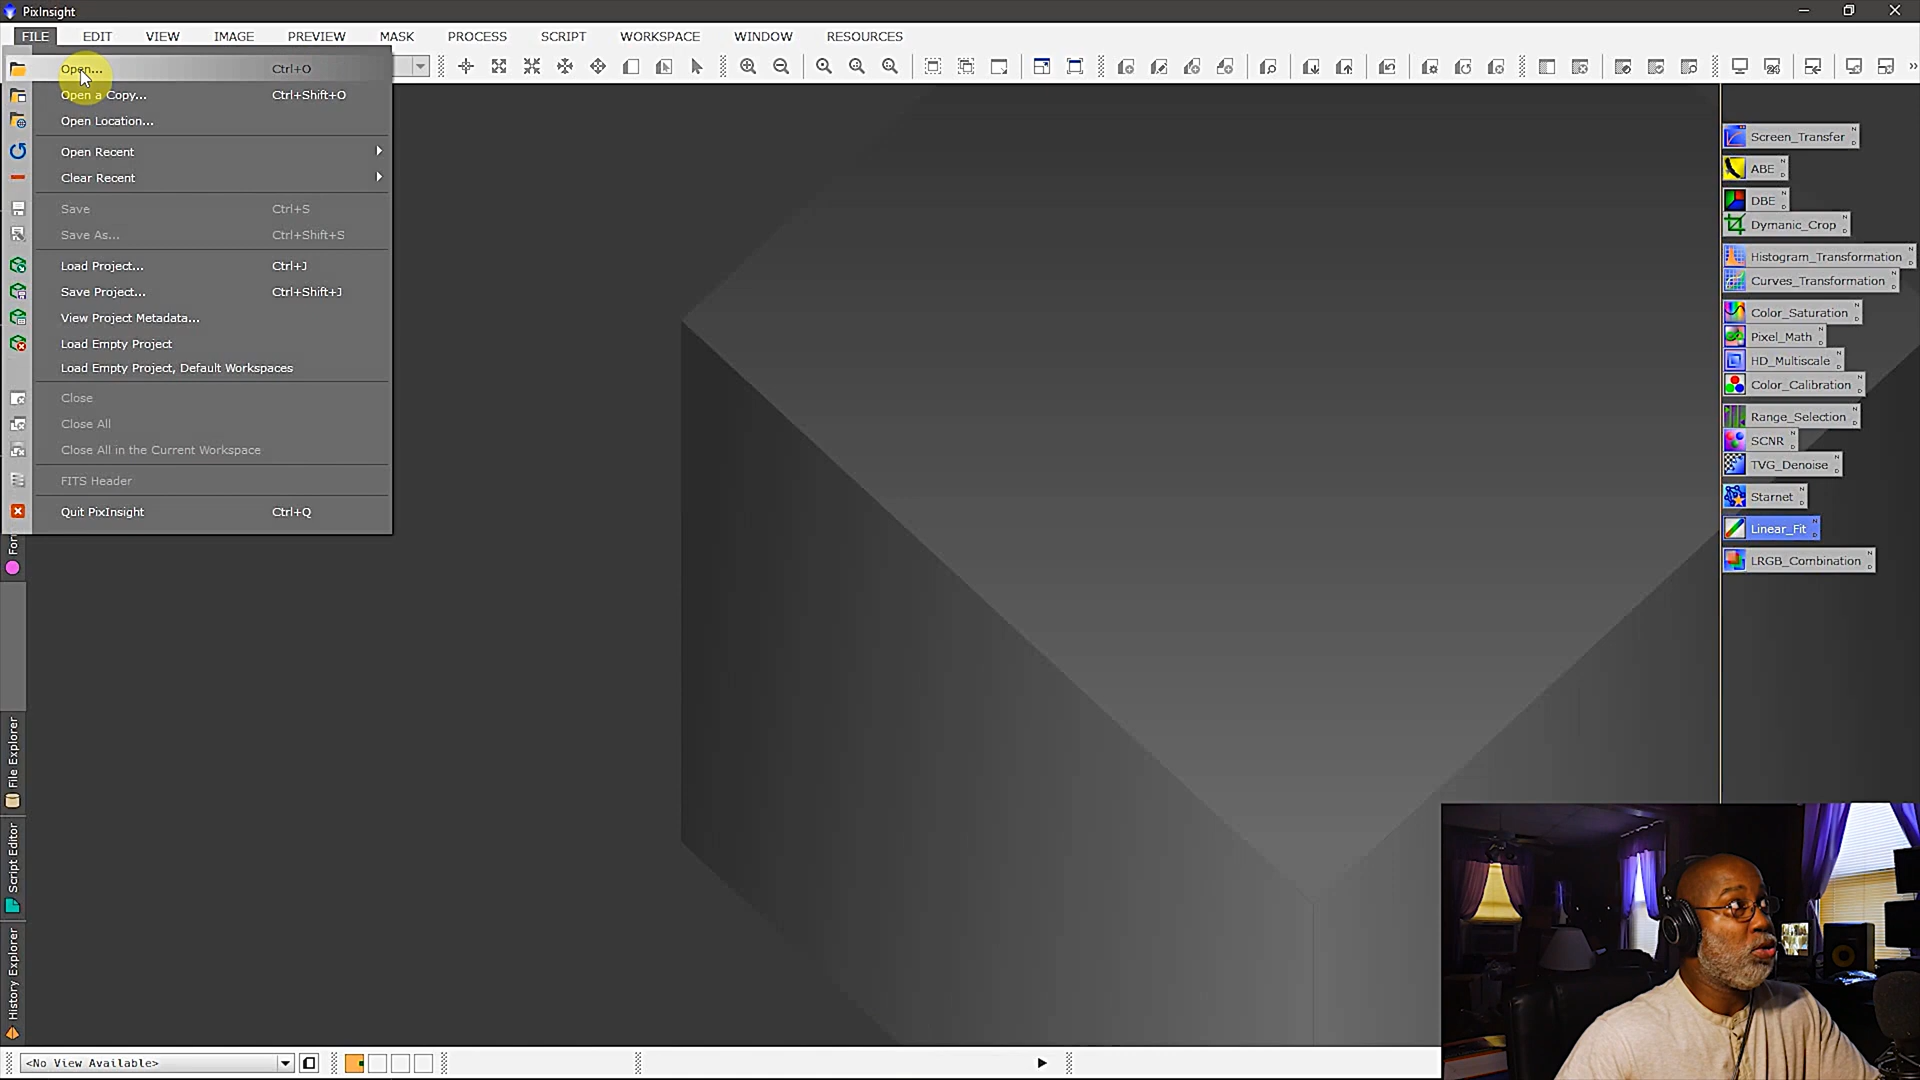 PixInsight
FILE EDIT VIEW IMAGE PREVIEW MASK PROCESS SCRIPT WORKSPACE WINDOW RESOURCES
Open... Ctrl+O
Open a Copy... Ctrl+Shift+O
Open Location...
Open Recent
Clear Recent
Save Ctrl+S
Save As... Ctrl+Shift+S
Load Project... Ctrl+J
Save Project... Ctrl+Shift+J
View Project Metadata...
Load Empty Project
Load Empty Project, Default Workspaces
Close
Close All
Close All in the Current Workspace
FITS Header
Quit PixInsight Ctrl+Q
File Explorer
Script Editor
History Explorer
Screen_Transfer
ABE
DBE
Dymanic_Crop
Histogram_Transformation
Curves_Transformation
Color_Saturation
Pixel_Math
HD_Multiscale
Color_Calibration
Range_Selection
SCNR
TVG_Denoise
Starnet
Linear_Fit
LRGB_Combination
<No View Available>